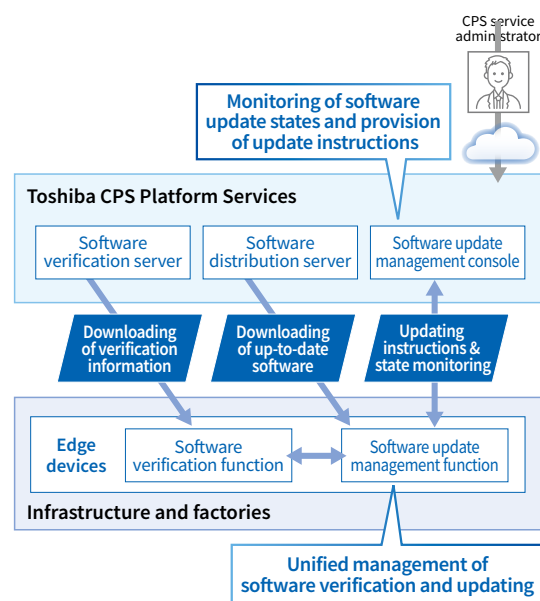 CPS service
administrator
Monitoring of software
update states and provision
of update instructions
Toshiba CPS Platform Services
Software
verification server
Software
distribution server
Software update
management console
Downloading
of verification
information
Downloading
of up-to-date
software
Updating
instructions &
state monitoring
Edge
devices
Software
verification function
Software update
management function
Infrastructure and factories
Unified management of
software verification and updating